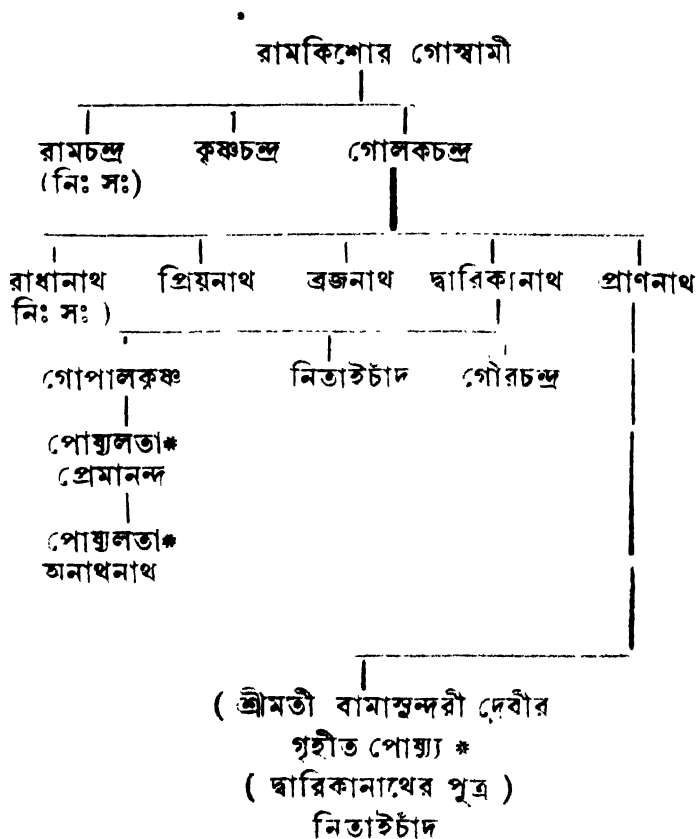 রামকিশোর গোস্বামী
রামচন্দ্র কৃষ্ণচন্দ্র গোলকচন্দ্র
(নিঃ সঃ)
রাধানাথ প্রিয়নাথ ব্রজনাথ দ্বারিকানাথ প্রাণনাথ
নিঃ সঃ )
গোপালকৃষ্ণ নিতাইচাঁদ গৌরচন্দ্র
পোষ্যলতা*
প্রেমানন্দ
পোষ্যলতা*
অনাথনাথ
( শ্রীমতী বামাসুন্দরী দেবীর
গৃহীত পোষ্য *
( দ্বারিকানাথের পুত্র )
নিতাইচাঁদ